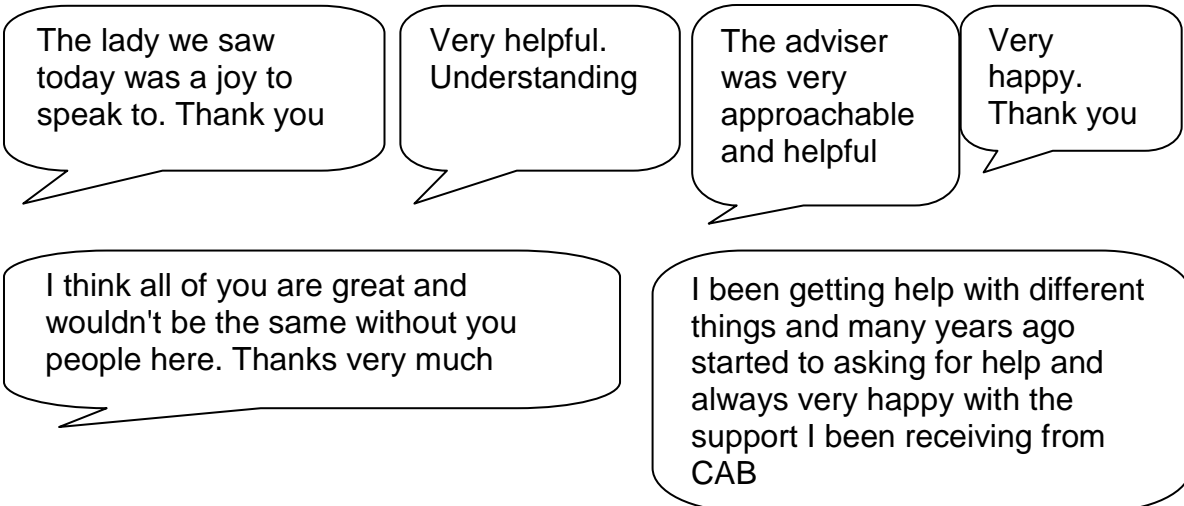 The lady we saw
today was a joy to
speak to. Thank you
Very helpful.
Understanding
The adviser
was very
approachable
and helpful
Very
happy.
Thank you
I think all of you are great and
wouldn't be the same without you
people here. Thanks very much
I been getting help with different
things and many years ago
started to asking for help and
always very happy with the
support I been receiving from
CAB